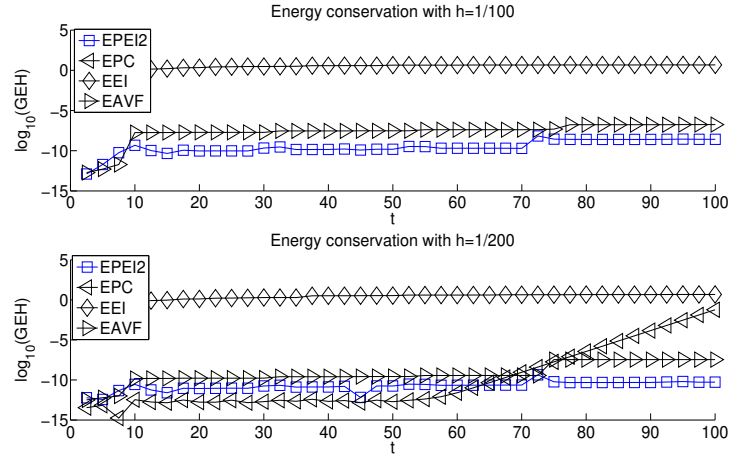 Energy conservation with h=1/100
log10(GEH)
5
0
−5
−10
−15
EPEI2
EPC
EEI
EAVF
0 10 20 30 40 50 60 70 80 90 100
t
Energy conservation with h=1/200
log10(GEH)
5
0
−5
−10
−15
EPEI2
EPC
EEI
EAVF
0 10 20 30 40 50 60 70 80 90 100
t